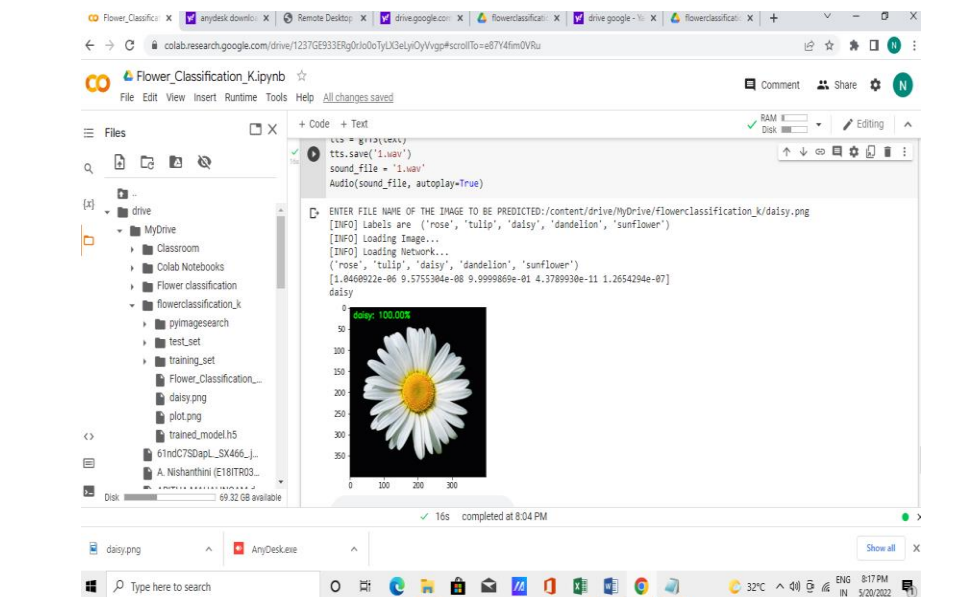 Flower_Classifica X
anydesk downlo X
Remote Desktop X
drive.google.com X
flowerclassificati X
drive google - X
flowerclassificati X +
colab.research.google.com/drive/1237GE933ERg0rJo0oTyLX3eLyiOyVvgp#scrollTo=e87Y4fim0VRu
N
CO Flower_Classification_K.ipynb
File Edit View Insert Runtime Tools Help All changes saved
Comment Share N
Files
+ Code + Text
RAM
Disk
Editing
tts = gTTS(text)
tts.save('1.wav')
sound_file = '1.wav'
Audio(sound_file, autoplay=True)
{x}
..
drive
MyDrive
Classroom
Colab Notebooks
Flower classification
flowerclassification_k
pyimagesearch
test_set
training_set
Flower_Classification_...
daisy.png
plot.png
trained_model.h5
61ndC7SDapL._SX466_.j...
A. Nishanthini (E18ITR03...
Disk 69.32 GB available
ENTER FILE NAME OF THE IMAGE TO BE PREDICTED:/content/drive/MyDrive/flowerclassification_k/daisy.png
[INFO] Labels are ('rose', 'tulip', 'daisy', 'dandelion', 'sunflower')
[INFO] Loading Image...
[INFO] Loading Network...
('rose', 'tulip', 'daisy', 'dandelion', 'sunflower')
[1.0460922e-06 9.5755304e-08 9.9999869e-01 4.3789930e-11 1.2654294e-07]
daisy
daisy: 100.00%
0
50
100
150
200
250
300
350
0 100 200 300
16s completed at 8:04 PM
daisy.png
AnyDesk.exe
Show all X
Type here to search
32°C
ENG
IN
8:17 PM
5/20/2022